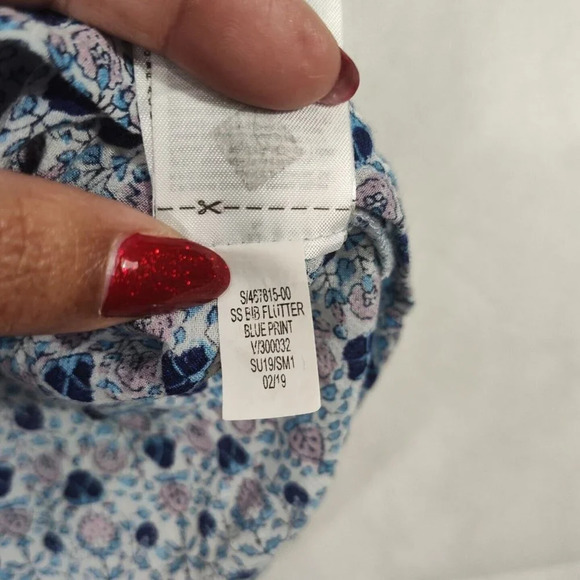 S/467815-00
SS BIB FLUTTER
BLUE PRINT
V/300032
SU19/SM1
02/19